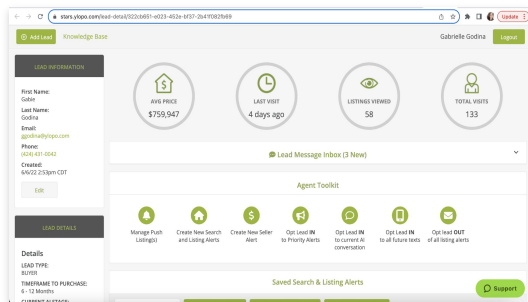 stars.ylopo.com/lead-detail/322cb651-e023-452e-bf37-2b41f082fb69
Update
Add Lead
Knowledge Base
Gabrielle Godina
Logout
LEAD INFORMATION
First Name:
Gabie
Last Name:
Godina
Email:
ggodina@ylopo.com
Phone:
(424) 431-0042
Created:
6/6/22 2:53pm CDT
Edit
LEAD DETAILS
Details
LEAD TYPE:
BUYER
TIMEFRAME TO PURCHASE:
6 - 12 Months
CURRENT AI STAGE:
AVG PRICE
$759,947
LAST VISIT
4 days ago
LISTINGS VIEWED
58
TOTAL VISITS
133
Lead Message Inbox (3 New)
Agent Toolkit
Manage Push
Listing(s)
Create New Search
and Listing Alerts
Create New Seller
Alert
Opt Lead IN
to Priority Alerts
Opt Lead IN
to current AI
conversation
Opt Lead IN
to all future texts
Opt lead OUT
of all listing alerts
Saved Search & Listing Alerts
Support